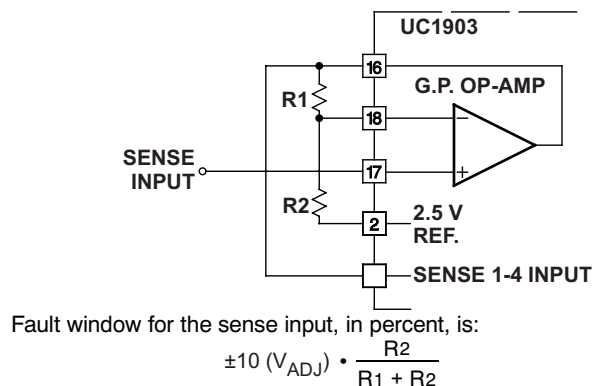 UC1903
16
G.P. OP-AMP
R1
18
−
SENSE
INPUT
17
+
R2
2
2.5 V
REF.
SENSE 1-4 INPUT
Fault window for the sense input, in percent, is:
±10 (V_ADJ) • R2
R1 + R2